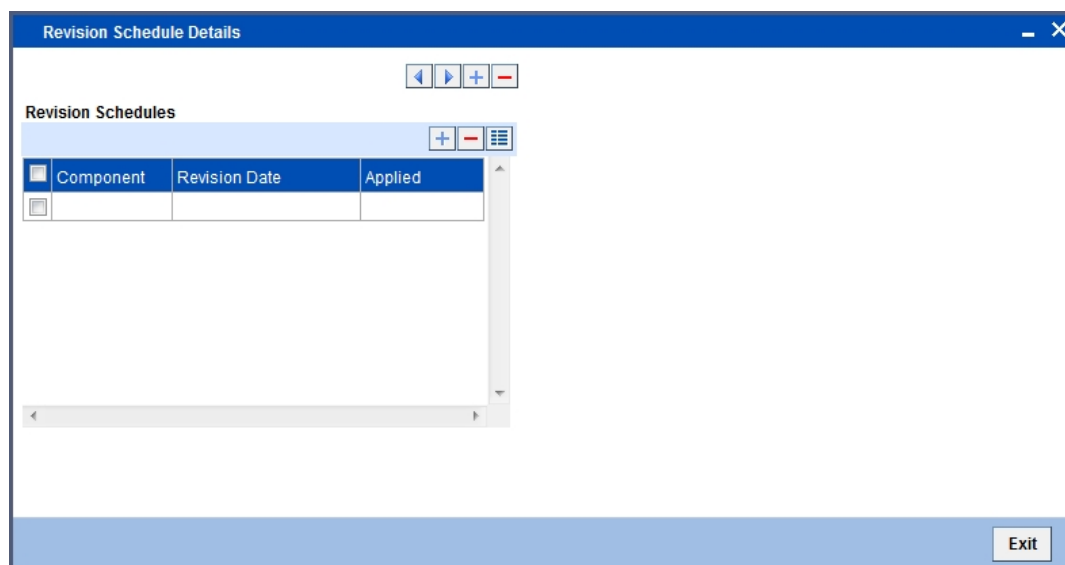 Revision Schedule Details
Revision Schedules
Component Revision Date Applied
Exit